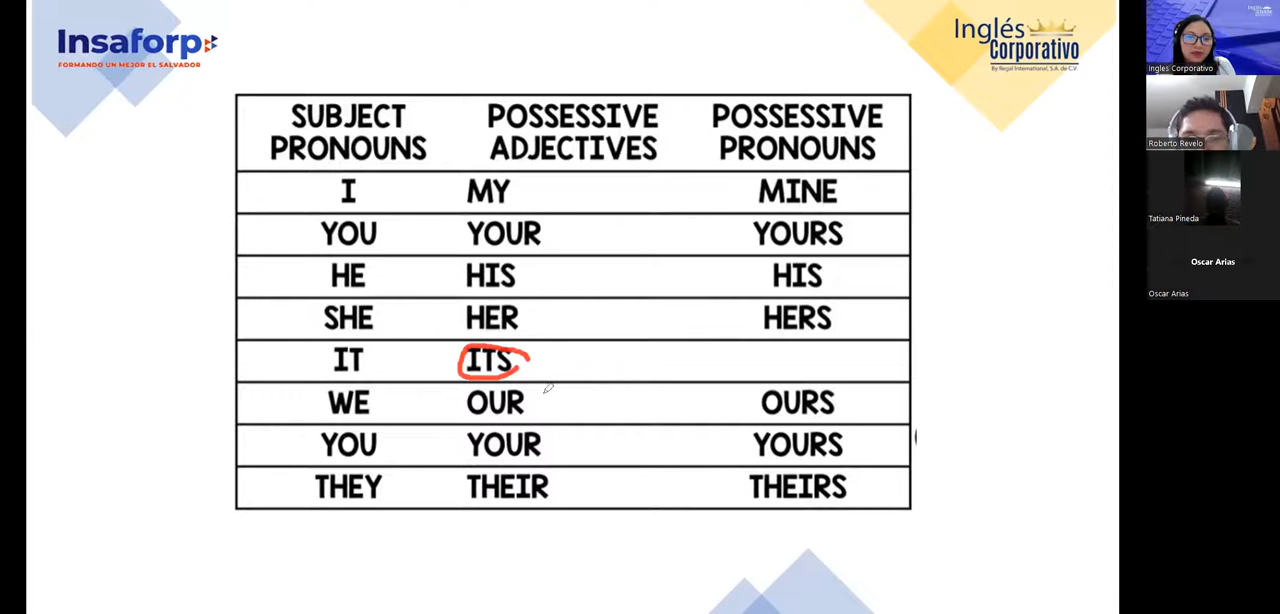 Insaforp
FORMANDO UN MEJOR EL SALVADOR
Inglés
Corporativo
By Regal International, S.A. de C.V.
SUBJECT PRONOUNS POSSESSIVE ADJECTIVES POSSESSIVE PRONOUNS
I MY MINE
YOU YOUR YOURS
HE HIS HIS
SHE HER HERS
IT ITS
WE OUR OURS
YOU YOUR YOURS
THEY THEIR THEIRS
Ingles Corporativo
Roberto Revelo
Tatiana Pineda
Oscar Arias
Oscar Arias